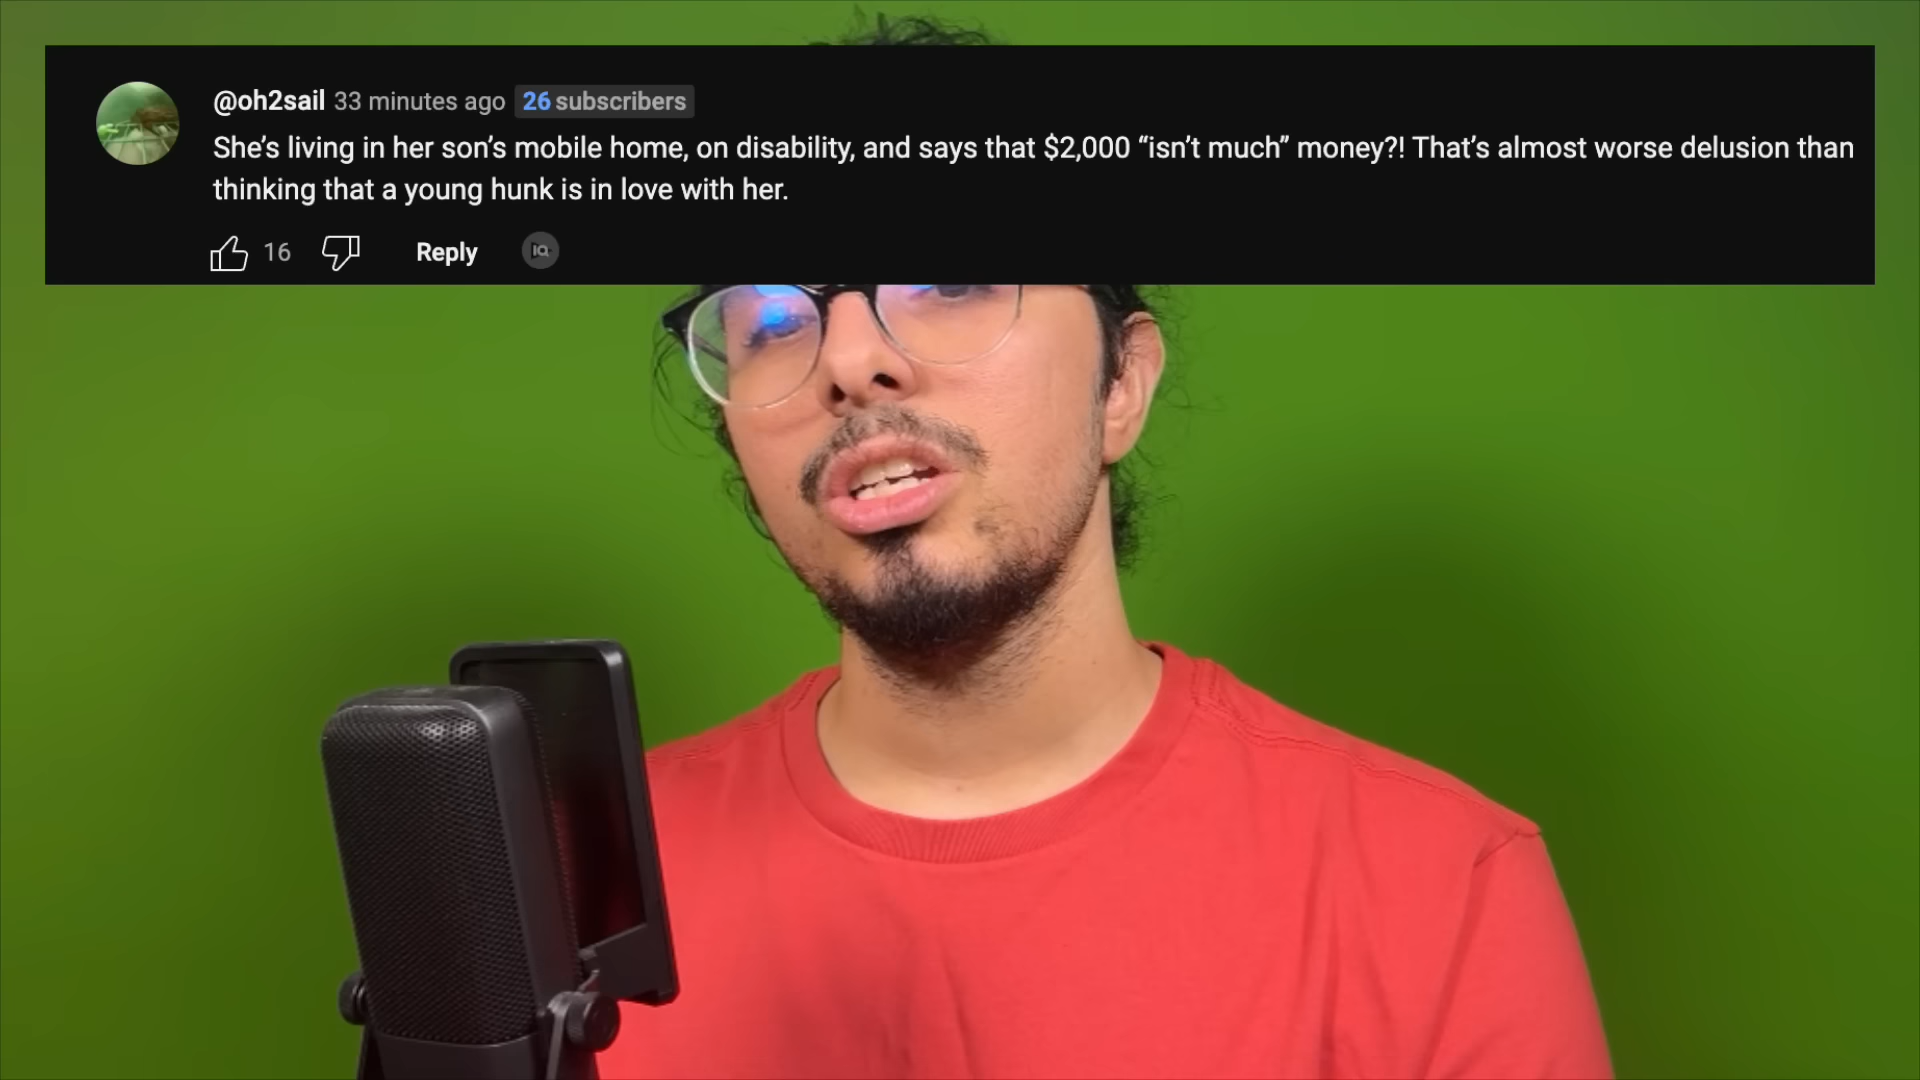 @oh2sail 33 minutes ago 26 subscribers
She’s living in her son’s mobile home, on disability, and says that $2,000 “isn’t much” money?! That’s almost worse delusion than
thinking that a young hunk is in love with her.
16 Reply IQ